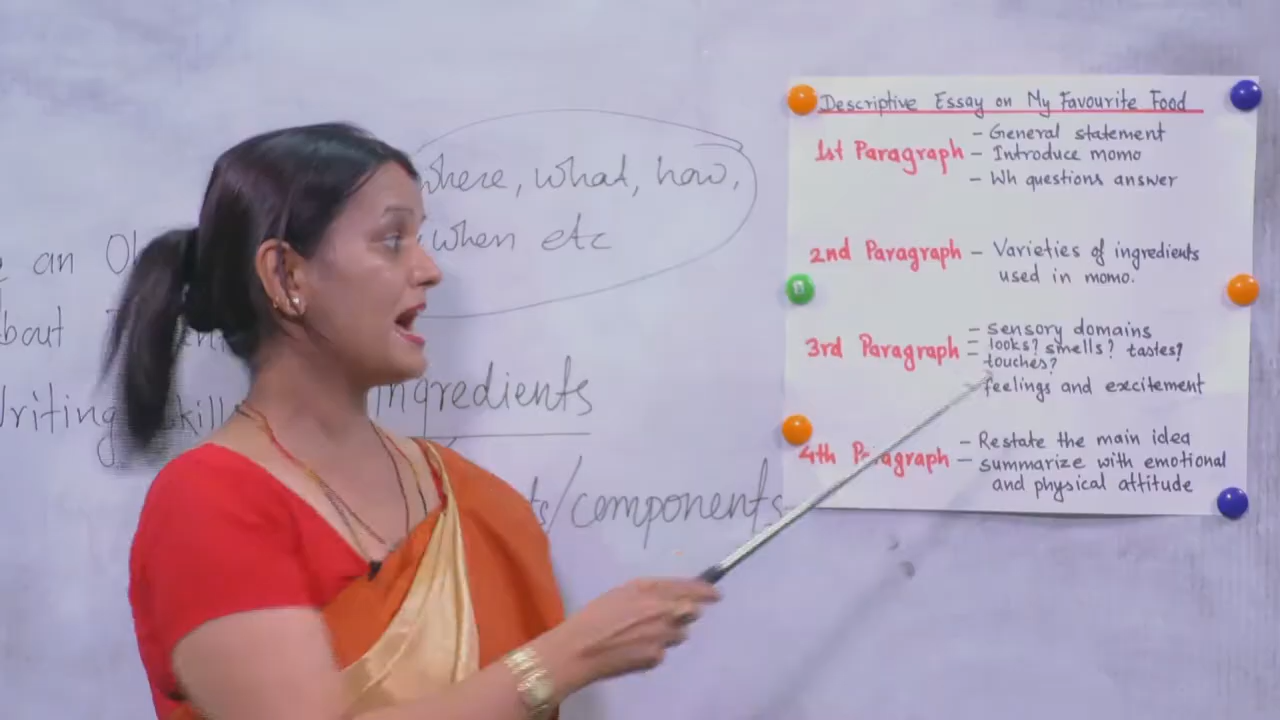 where, what, how,
when etc
an
bout
Writing skill
ingredients
/components
Descriptive Essay on My Favourite Food
1st Paragraph - General statement
- Introduce momo
- Wh questions answer
2nd Paragraph - Varieties of ingredients
used in momo.
3rd Paragraph - sensory domains
- looks? smells? tastes?
- touches?
feelings and excitement
4th Paragraph - Restate the main idea
- summarize with emotional
and physical attitude